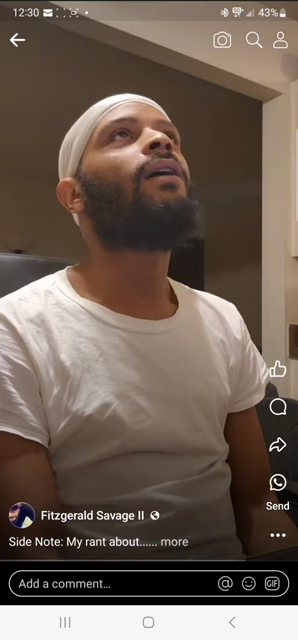 12:30
43%
Send
Fitzgerald Savage II
Side Note: My rant about...... more
Add a comment...
GIF